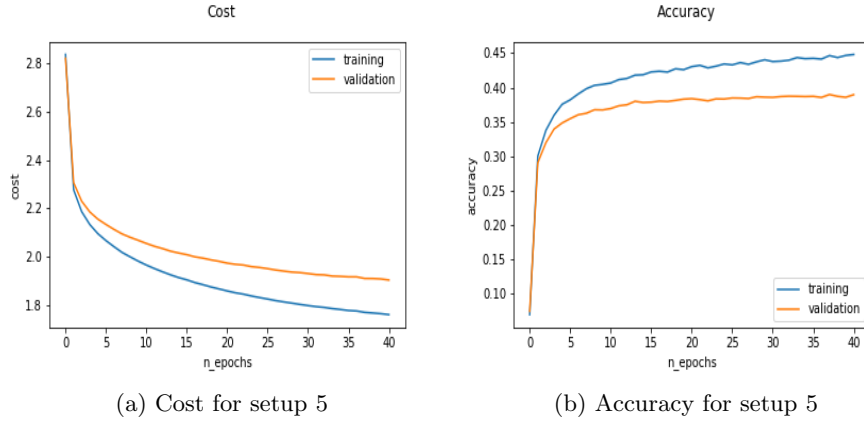 Cost
2.8
2.6
2.4
2.2
2.0
1.8
cost
0 5 10 15 20 25 30 35 40
n_epochs
training
validation
(a) Cost for setup 5
Accuracy
0.45
0.40
0.35
0.30
0.25
0.20
0.15
0.10
accuracy
0 5 10 15 20 25 30 35 40
n_epochs
training
validation
(b) Accuracy for setup 5